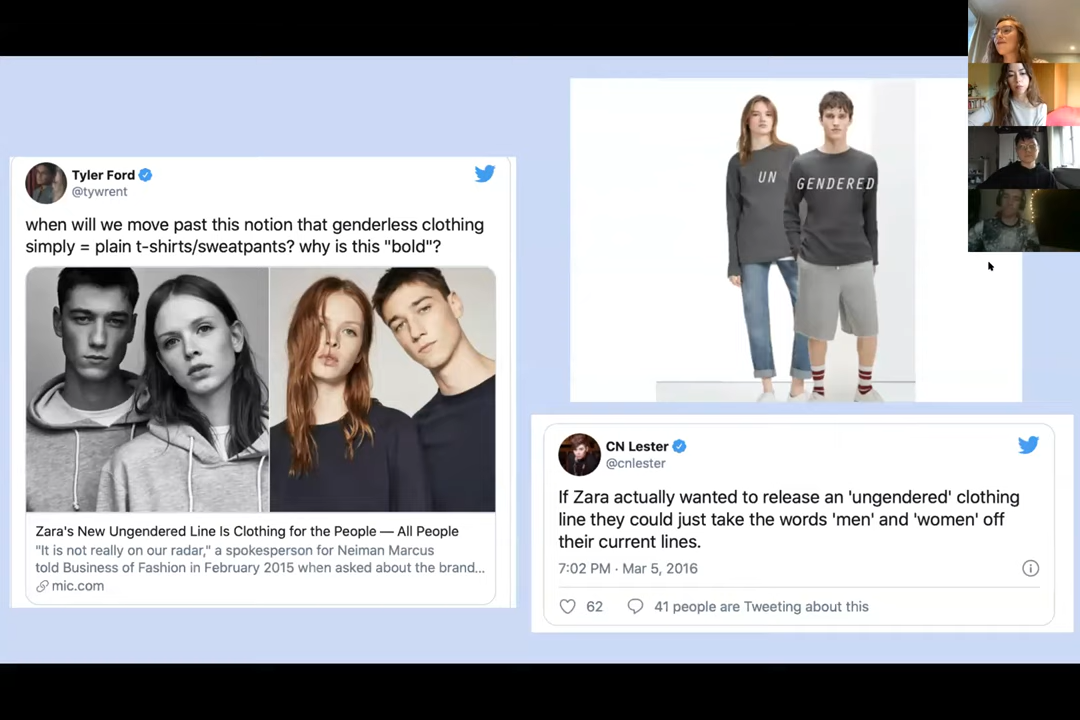 Tyler Ford
@tywrent
when will we move past this notion that genderless clothing
simply = plain t-shirts/sweatpants? why is this "bold"?
Zara's New Ungendered Line Is Clothing for the People — All People
"It is not really on our radar," a spokesperson for Neiman Marcus
told Business of Fashion in February 2015 when asked about the brand...
mic.com
UN GENDERED
CN Lester
@cnlester
If Zara actually wanted to release an 'ungendered' clothing
line they could just take the words 'men' and 'women' off
their current lines.
7:02 PM · Mar 5, 2016
62 41 people are Tweeting about this